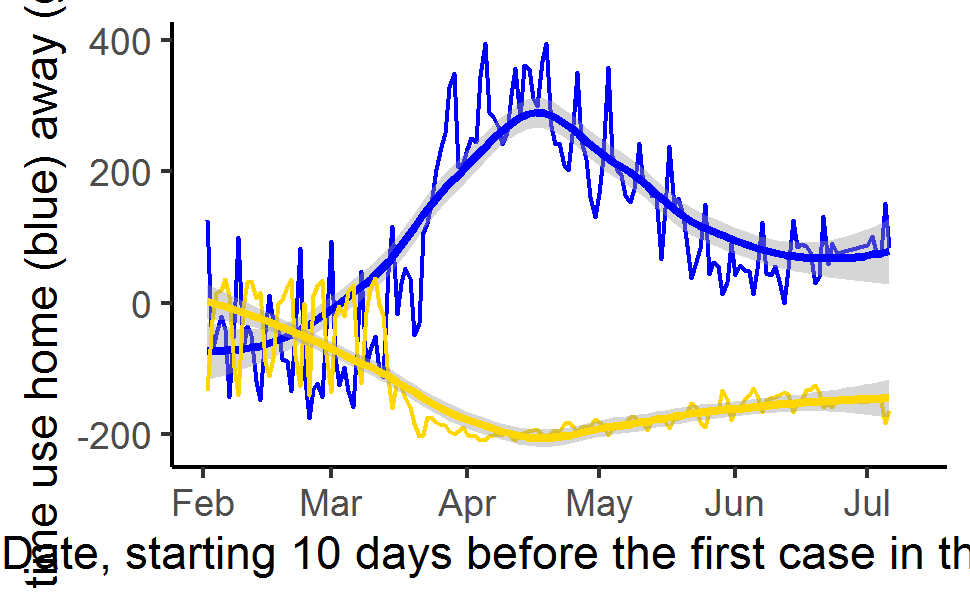 time use home (blue) away (
400
200
0
-200
Feb Mar Apr May Jun Jul
Date, starting 10 days before the first case in th